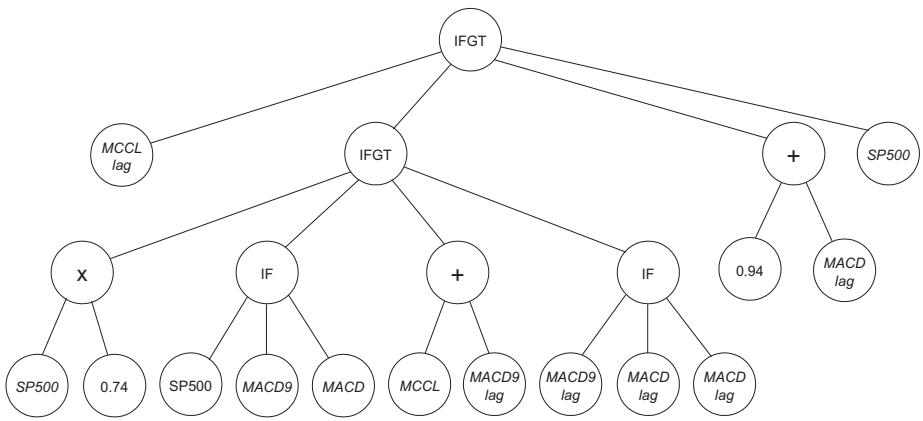 IFGT
MCCL
lag
IFGT
+
SP500
x
IF
+
IF
0.94
MACD
lag
SP500
0.74
SP500
MACD9
MACD
MCCL
MACD9
lag
MACD9
lag
MACD
lag
MACD
lag